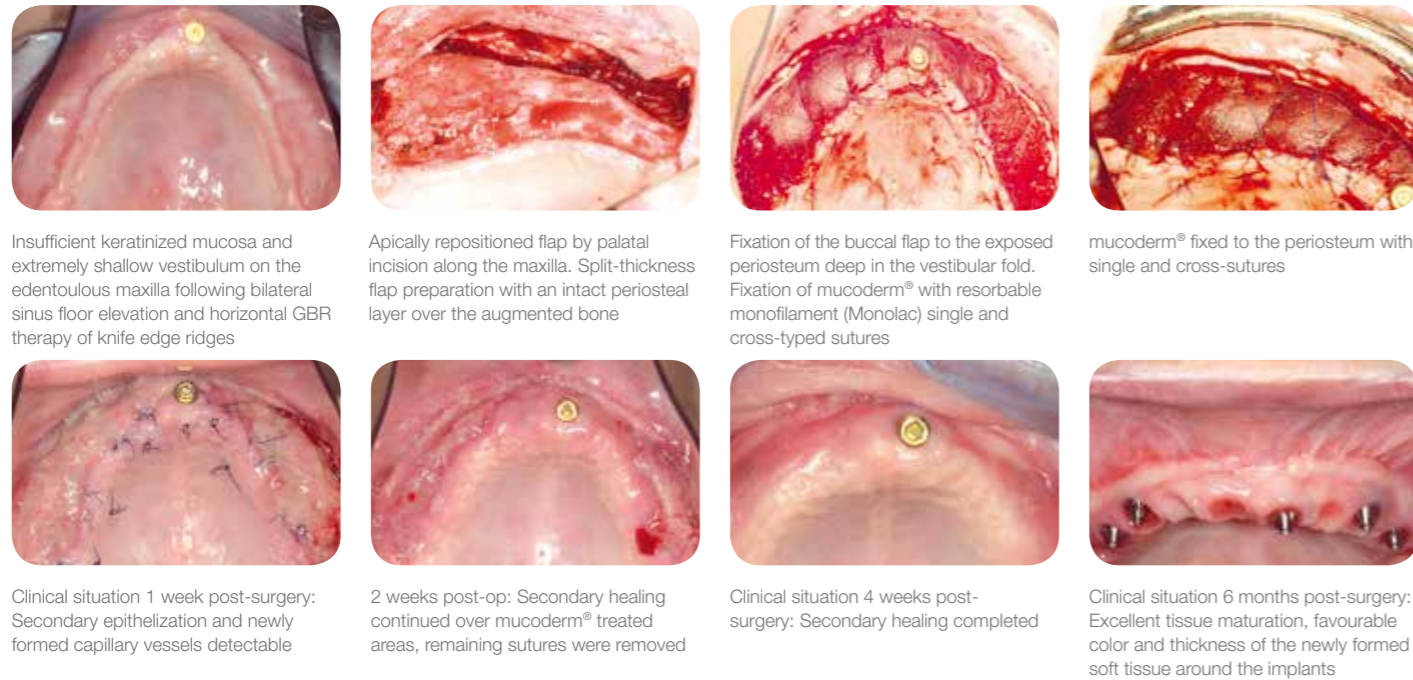 Insufficient keratinized mucosa and
extremely shallow vestibulum on the
edentoulous maxilla following bilateral
sinus floor elevation and horizontal GBR
therapy of knife edge ridges
Apically repositioned flap by palatal
incision along the maxilla. Split-thickness
flap preparation with an intact periosteal
layer over the augmented bone
Fixation of the buccal flap to the exposed
periosteum deep in the vestibular fold.
Fixation of mucoderm® with resorbable
monofilament (Monolac) single and
cross-typed sutures
mucoderm® fixed to the periosteum with
single and cross-sutures
Clinical situation 1 week post-surgery:
Secondary epithelization and newly
formed capillary vessels detectable
2 weeks post-op: Secondary healing
continued over mucoderm® treated
areas, remaining sutures were removed
Clinical situation 4 weeks post-
surgery: Secondary healing completed
Clinical situation 6 months post-surgery:
Excellent tissue maturation, favourable
color and thickness of the newly formed
soft tissue around the implants